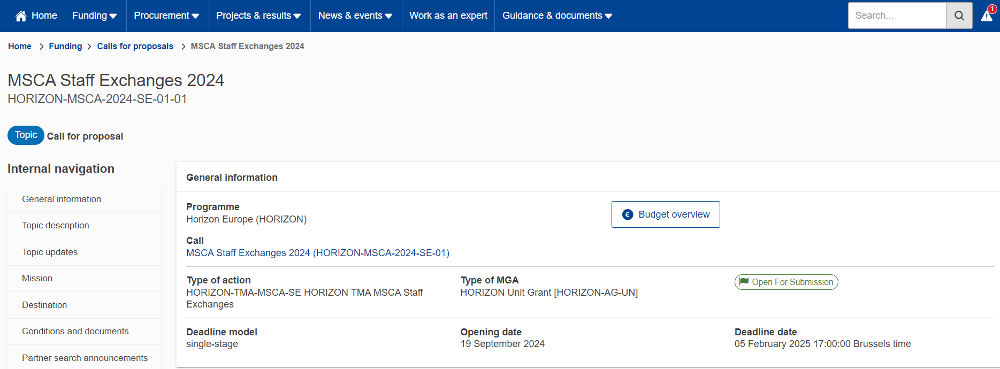 Home Funding Procurement Projects & results News & events Work as an expert Guidance & documents Search... 1
Home > Funding > Calls for proposals > MSCA Staff Exchanges 2024
MSCA Staff Exchanges 2024
HORIZON-MSCA-2024-SE-01-01
Topic Call for proposal
Internal navigation
General information
Topic description
Topic updates
Mission
Destination
Conditions and documents
Partner search announcements
General information
Programme
Horizon Europe (HORIZON)
€ Budget overview
Call
MSCA Staff Exchanges 2024 (HORIZON-MSCA-2024-SE-01)
Type of action
HORIZON-TMA-MSCA-SE HORIZON TMA MSCA Staff
Exchanges
Type of MGA
HORIZON Unit Grant [HORIZON-AG-UN]
Open For Submission
Deadline model
single-stage
Opening date
19 September 2024
Deadline date
05 February 2025 17:00:00 Brussels time